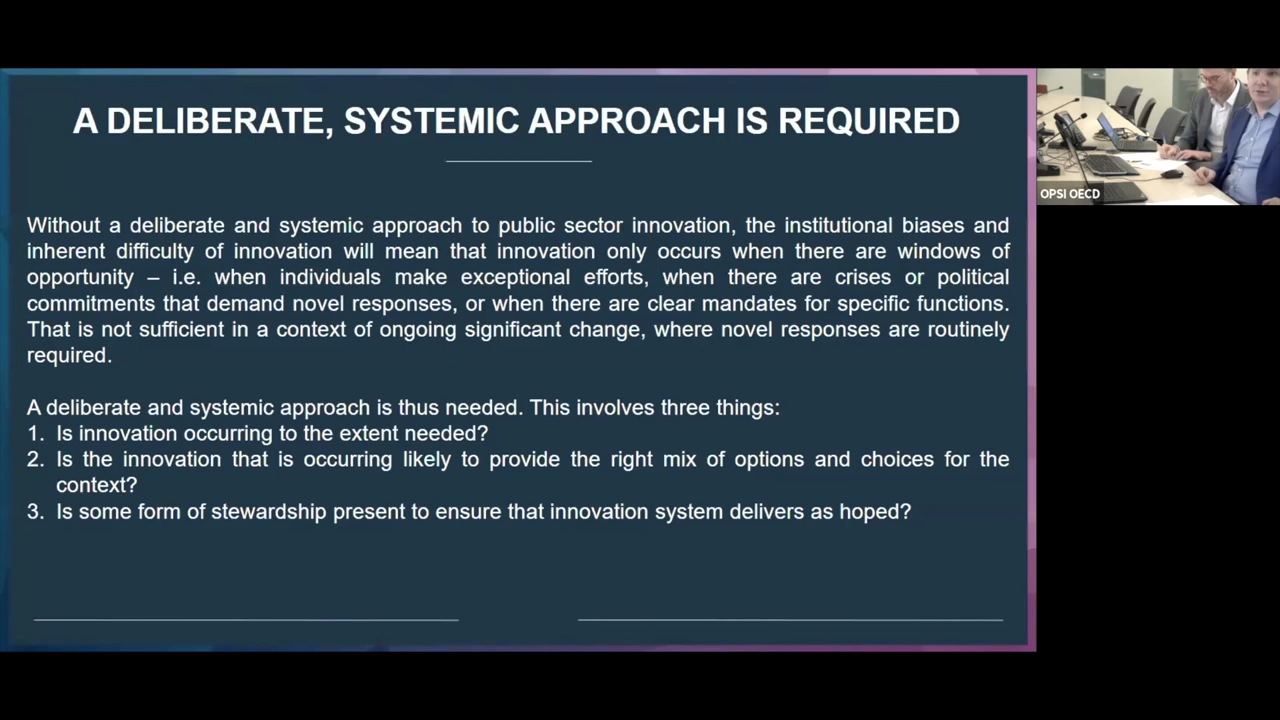 A DELIBERATE, SYSTEMIC APPROACH IS REQUIRED
OPSI OECD
Without a deliberate and systemic approach to public sector innovation, the institutional biases and
inherent difficulty of innovation will mean that innovation only occurs when there are windows of
opportunity – i.e. when individuals make exceptional efforts, when there are crises or political
commitments that demand novel responses, or when there are clear mandates for specific functions.
That is not sufficient in a context of ongoing significant change, where novel responses are routinely
required.
A deliberate and systemic approach is thus needed. This involves three things:
1. Is innovation occurring to the extent needed?
2. Is the innovation that is occurring likely to provide the right mix of options and choices for the
context?
3. Is some form of stewardship present to ensure that innovation system delivers as hoped?